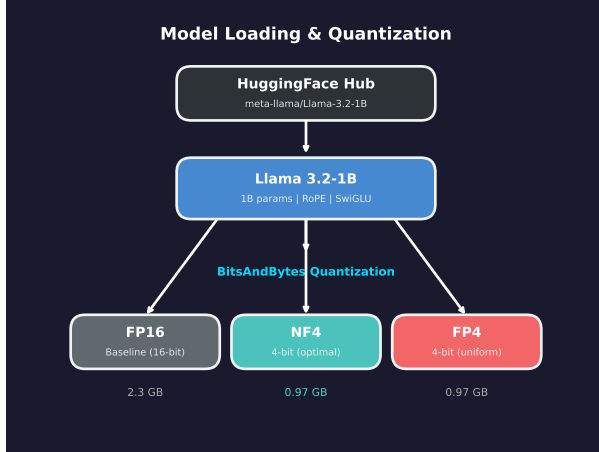 Model Loading & Quantization
HuggingFace Hub
meta-llama/Llama-3.2-1B
Llama 3.2-1B
1B params | RoPE | SwiGLU
BitsAndBytes Quantization
FP16
Baseline (16-bit)
2.3 GB
NF4
4-bit (optimal)
0.97 GB
FP4
4-bit (uniform)
0.97 GB